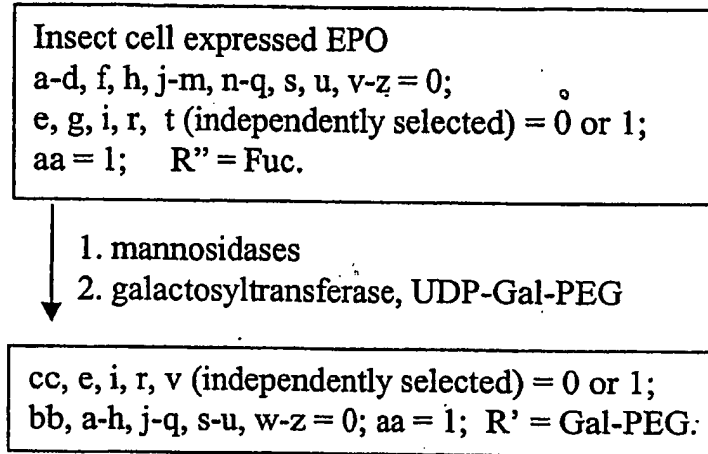 Insect cell expressed EPO
a-d, f, h, j-m, n-q, s, u, v-z = 0;
e, g, i, r, t (independently selected) = 0 or 1;
aa = 1; R” = Fuc.
1. mannosidases
2. galactosyltransferase, UDP-Gal-PEG
cc, e, i, r, v (independently selected) = 0 or 1;
bb, a-h, j-q, s-u, w-z = 0; aa = 1; R’ = Gal-PEG.